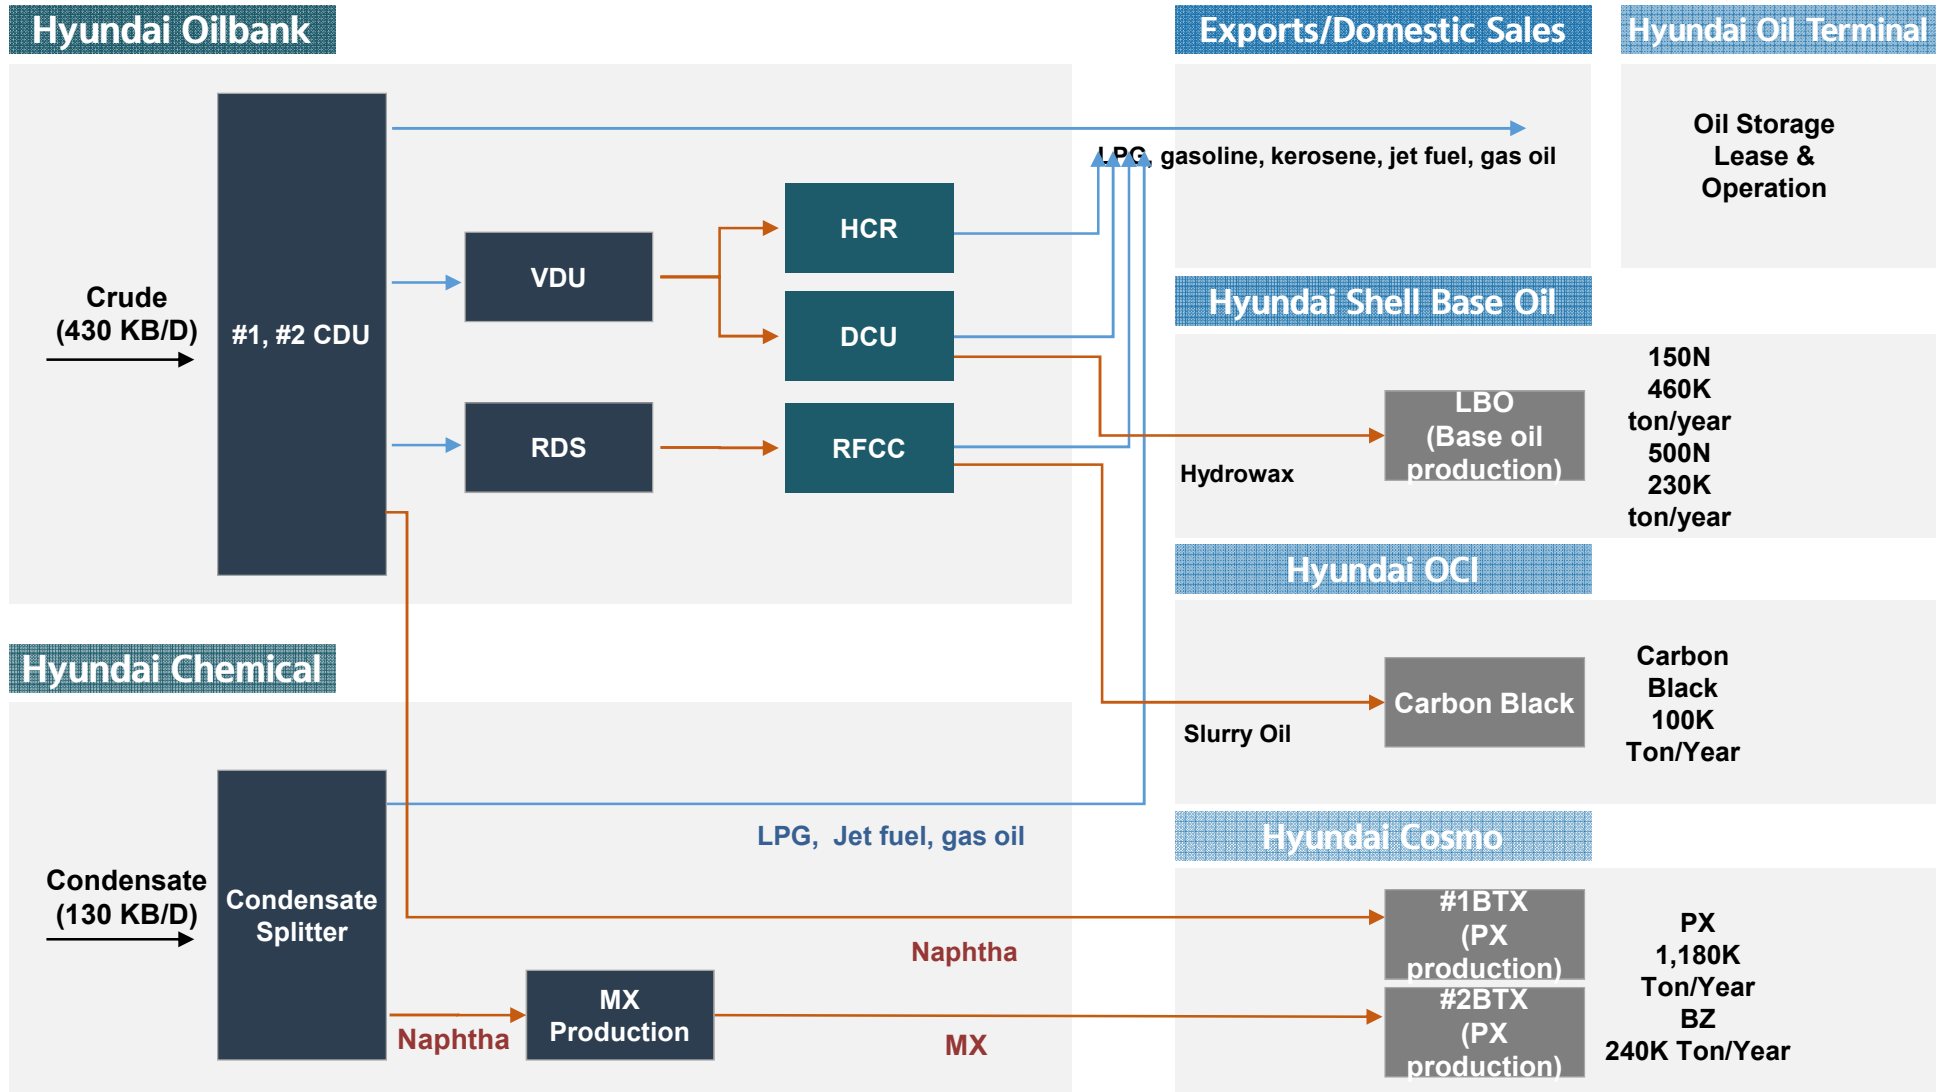 Hyundai Oilbank
Exports/Domestic Sales
Hyundai Oil Terminal
Crude
(430 KB/D)
#1, #2 CDU
VDU
RDS
HCR
DCU
RFCC
LPG, gasoline, kerosene, jet fuel, gas oil
Oil Storage
Lease &
Operation
Hyundai Shell Base Oil
Hydrowax
LBO
(Base oil
production)
150N
460K
ton/year
500N
230K
ton/year
Hyundai OCI
Slurry Oil
Carbon Black
Carbon
Black
100K
Ton/Year
Hyundai Chemical
Condensate
(130 KB/D)
Condensate
Splitter
LPG, Jet fuel, gas oil
Naphtha
Naphtha
MX
Production
MX
Hyundai Cosmo
#1BTX
(PX
production)
#2BTX
(PX
production)
PX
1,180K
Ton/Year
BZ
240K Ton/Year